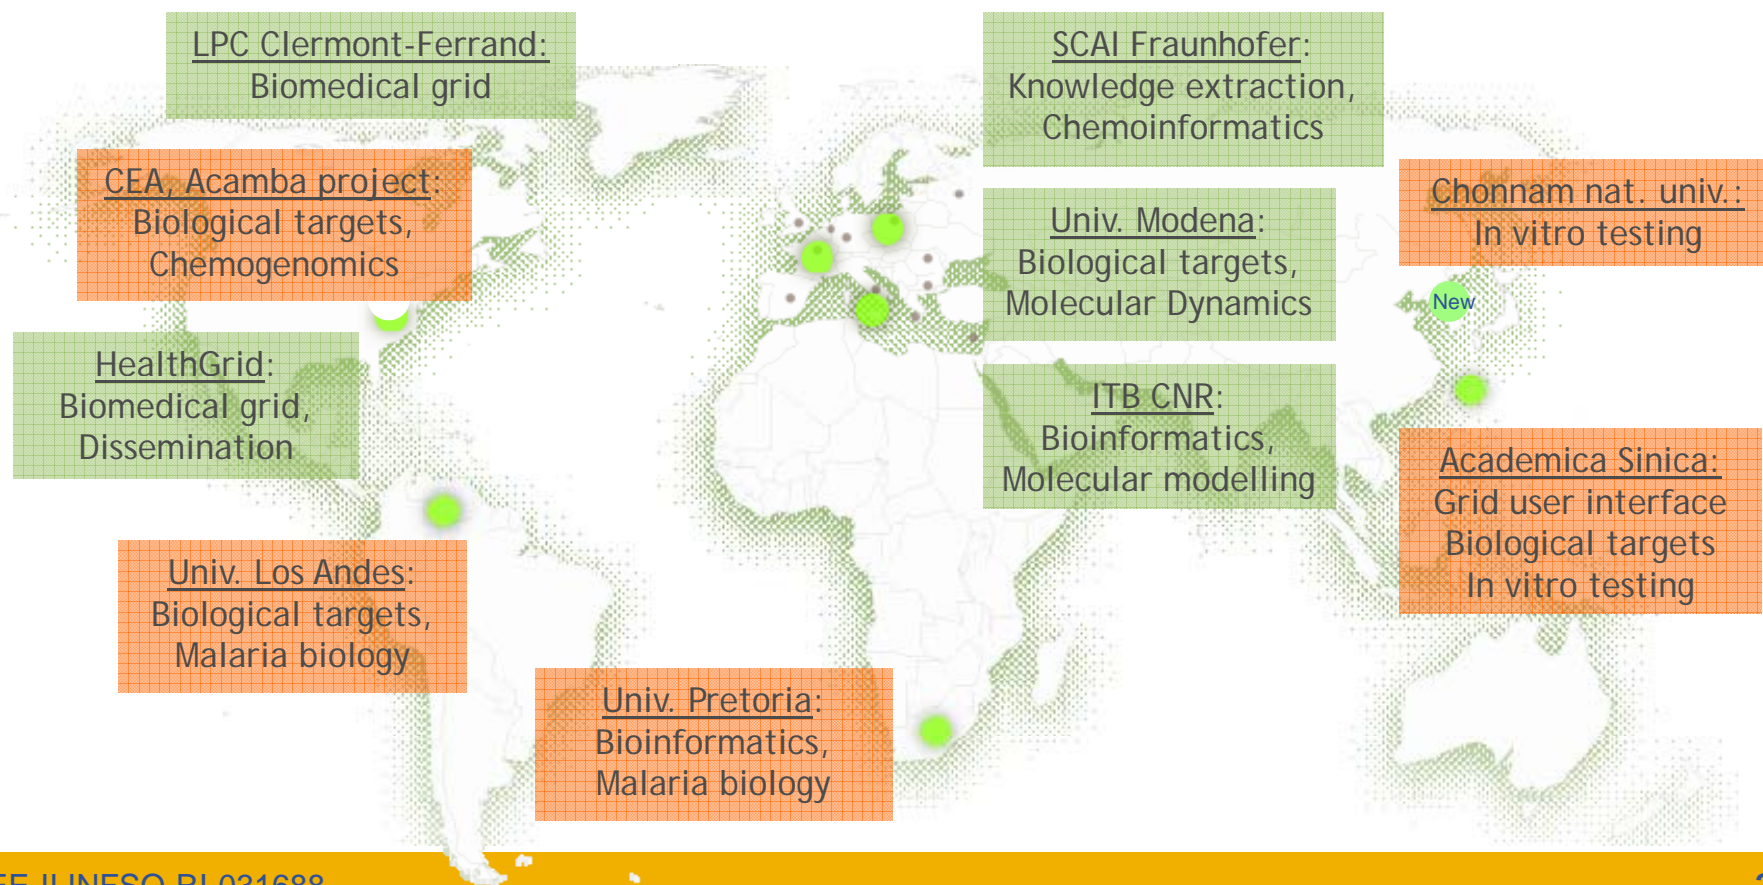 LPC Clermont-Ferrand:
Biomedical grid
SCAI Fraunhofer:
Knowledge extraction,
Chemoinformatics
CEA, Acamba project:
Biological targets,
Chemogenomics
Chonnam nat. univ.:
In vitro testing
Univ. Modena:
Biological targets,
Molecular Dynamics
New
HealthGrid:
Biomedical grid,
Dissemination
ITB CNR:
Bioinformatics,
Molecular modelling
Academica Sinica:
Grid user interface
Biological targets
In vitro testing
Univ. Los Andes:
Biological targets,
Malaria biology
Univ. Pretoria:
Bioinformatics,
Malaria biology